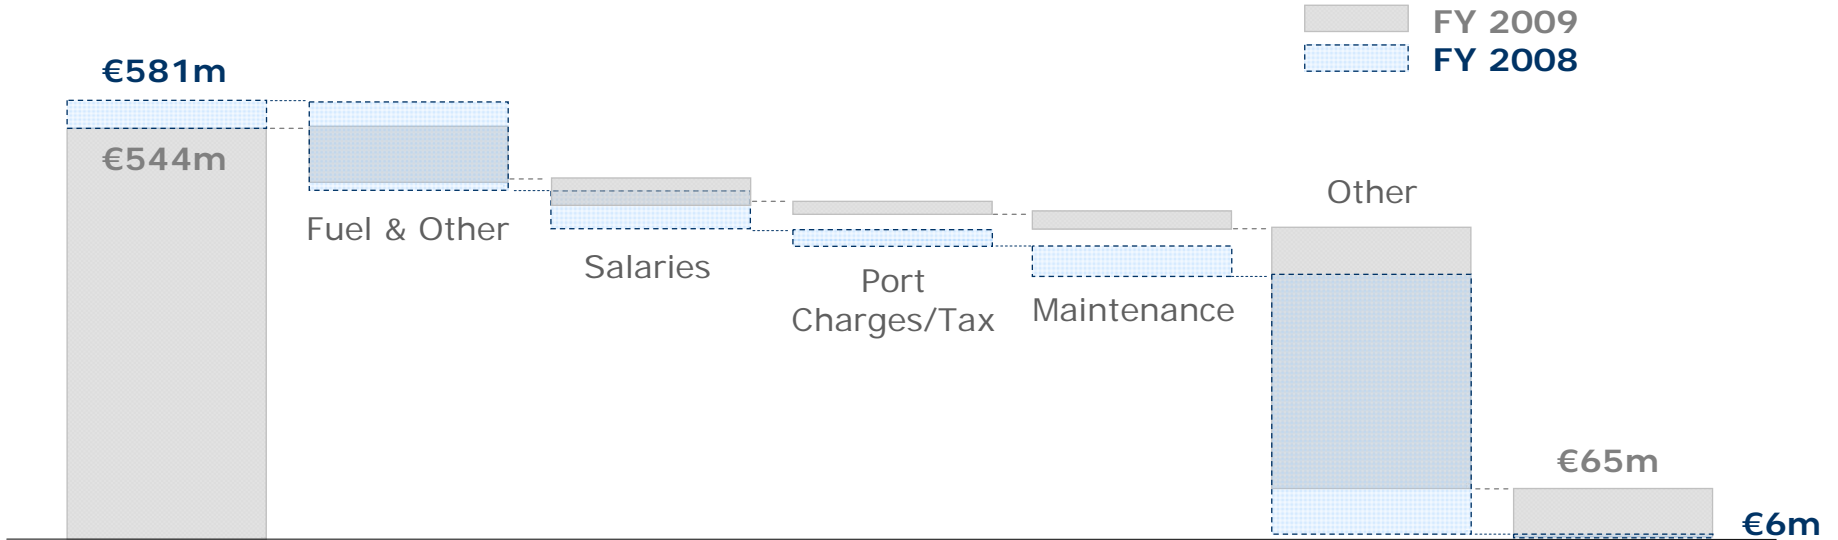 FY 2009
FY 2008
€581m
€544m
Fuel & Other
Salaries
Port
Charges/Tax
Maintenance
Other
€65m
€6m